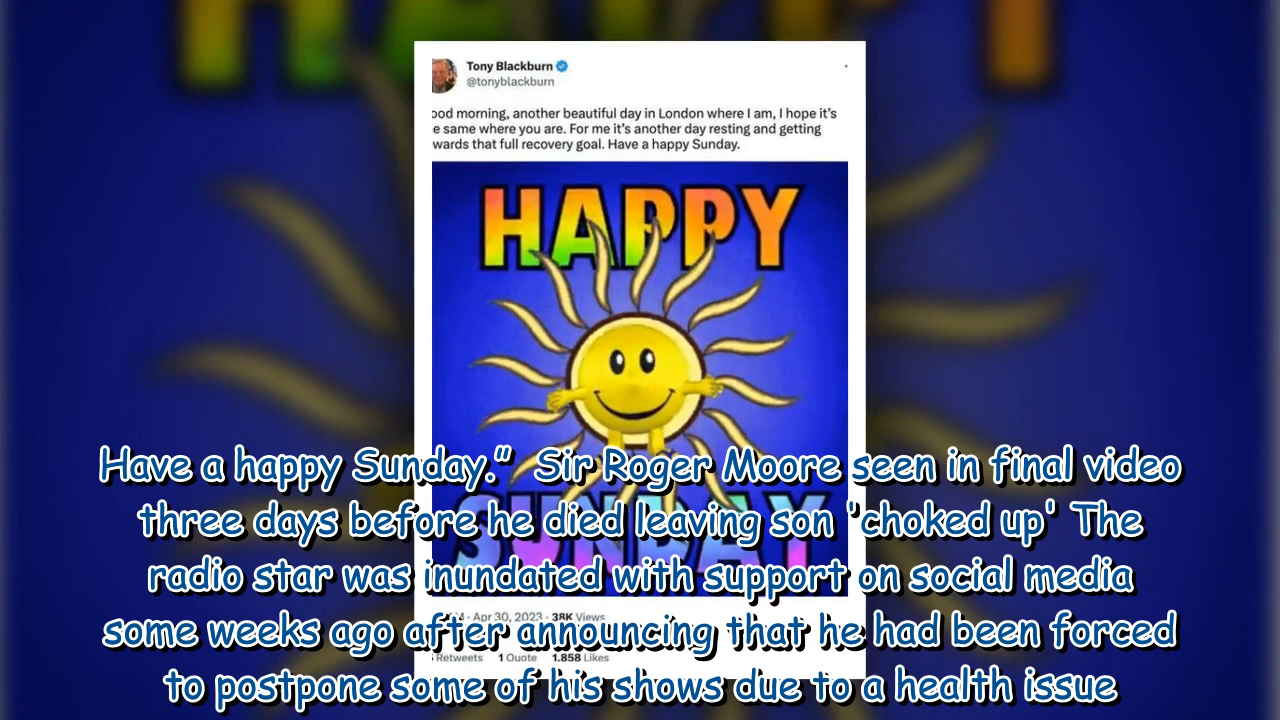 HAPPY
Tony Blackburn
@tonyblackburn
ood morning, another beautiful day in London where I am, I hope it's
e same where you are. For me it's another day resting and getting
wards that full recovery goal. Have a happy Sunday.
HAPPY
SUNDAY
Have a happy Sunday.” Sir Roger Moore seen in final video
three days before he died leaving son 'choked up' The
radio star was inundated with support on social media
some weeks ago after announcing that he had been forced
to postpone some of his shows due to a health issue
· Apr 30, 2023 · 38K Views
Retweets 1 Quote 1,858 Likes